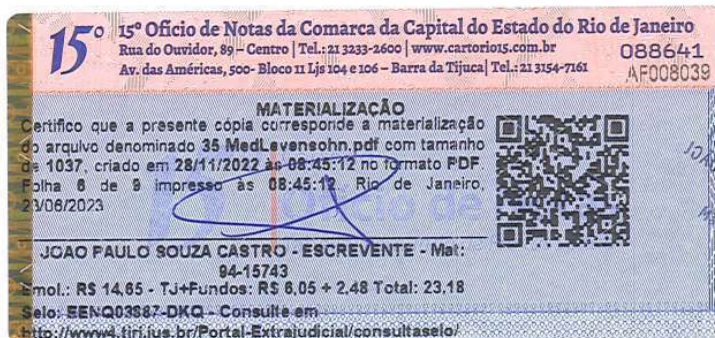 15º 15º Ofício de Notas da Comarca da Capital do Estado do Rio de Janeiro
Rua do Ouvidor, 89 – Centro | Tel.: 21 3233-2600 | www.cartorio15.com.br
088641
Av. das Américas, 500- Bloco 11 Ljs 104 e 106 – Barra da Tijuca| Tel.: 21 3154-7161
AF008039
MATERIALIZAÇÃO
Certifico que a presente cópia corresponde a materialização
do arquivo denominado 35 MedLevensohn.pdf com tamanho
de 1037, criado em 28/11/2022 às 08:45:12 no formato PDF.
Folha 6 de 9 impresso às 08:45:12. Rio de Janeiro,
23/06/2023
Ofício de
JOAO PAULO SOUZA CASTRO - ESCREVENTE - Mat:
94-15743
Emol.: R$ 14,65 - TJ+Fundos: R$ 6,05 + 2.48 Total: 23.18
Selo: EENQ03987-DKQ - Consulte em
http://www4.tjrj.jus.br/Portal-Extrajudicial/consultaselo/